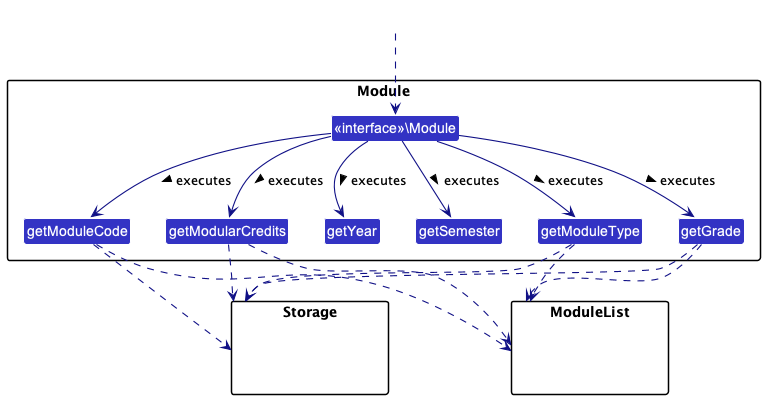 Module
«interface»\Module
executes executes executes executes executes executes
getModuleCode getModularCredits getYear getSemester getModuleType getGrade
Storage ModuleList